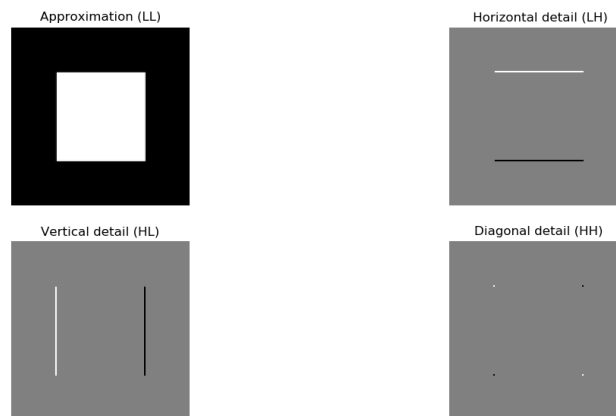 Approximation (LL)
Horizontal detail (LH)
Vertical detail (HL)
Diagonal detail (HH)